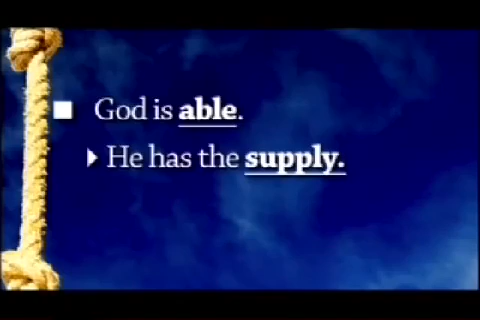 God is able.
He has the supply.